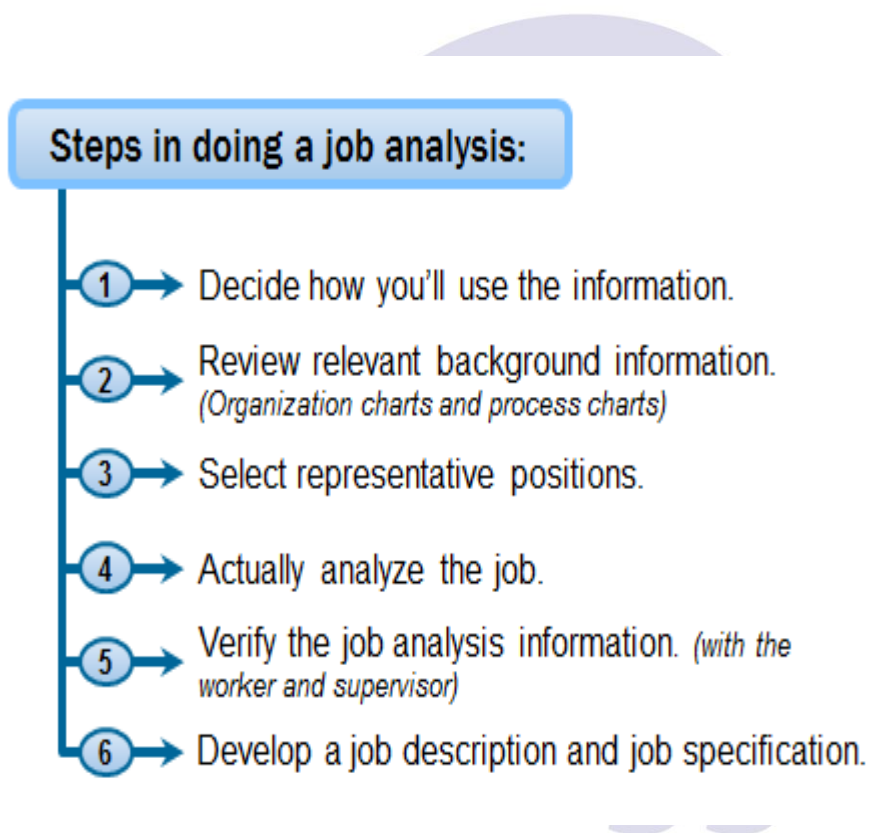 Steps in doing a job analysis:
1 Decide how you'll use the information.
2 Review relevant background information.
(Organization charts and process charts)
3 Select representative positions.
4 Actually analyze the job.
5 Verify the job analysis information. (with the
worker and supervisor)
6 Develop a job description and job specification.